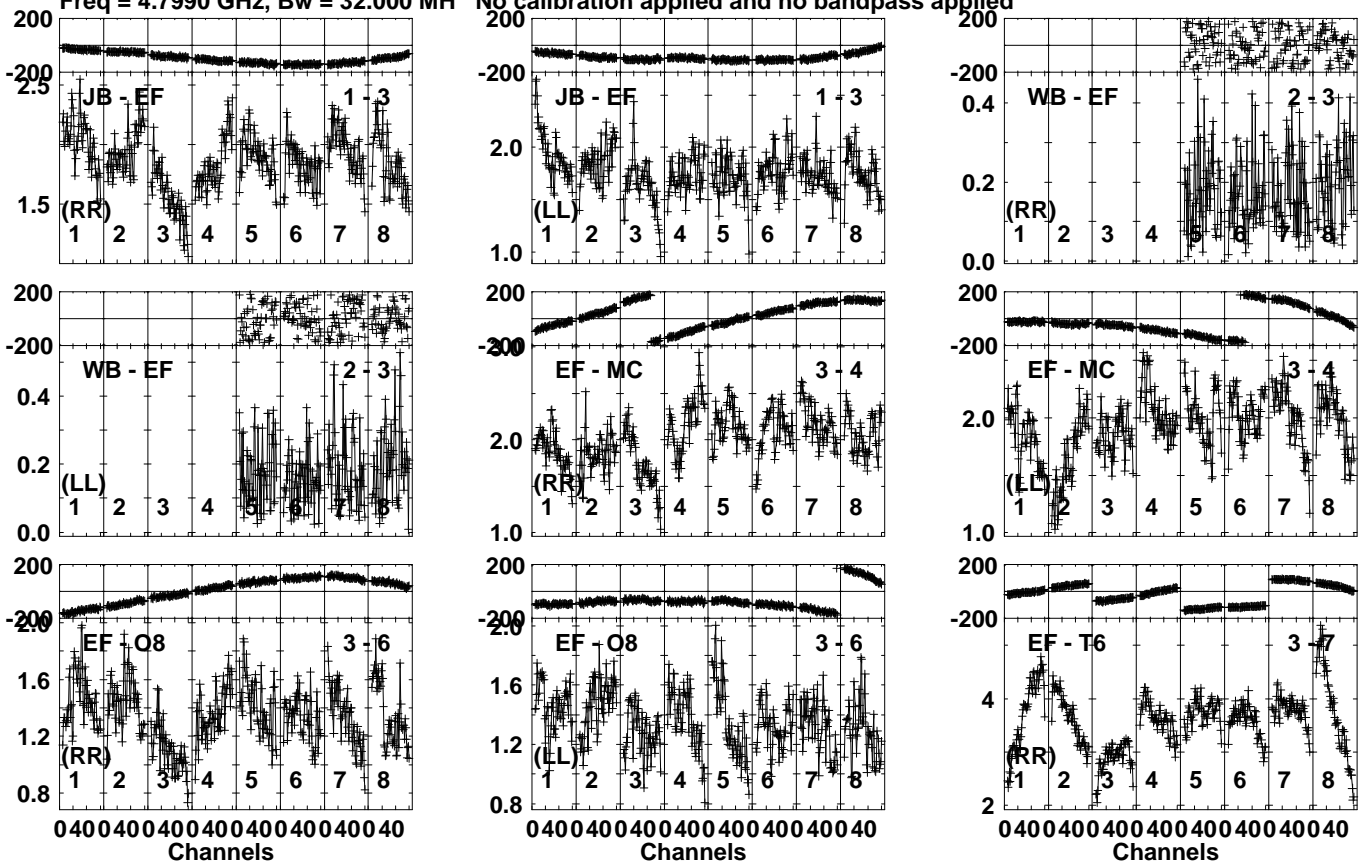 Freq = 4.7990 GHz, Bw = 32.000 MH No calibration applied and no bandpass applied
200 200 200
-200 -200 -200
JB - EF 1 - 3 JB - EF 1 - 3 WB - EF 2 - 3
2.5 2.0 0.4
1.5 0.2
(RR) (LL) (RR)
1 2 3 4 5 6 7 8 1 2 3 4 5 6 7 8 1 2 3 4 5 6 7 8
1.0 0.0
200 200 200
-200 -200 -200
3.0
WB - EF 2 - 3 EF - MC 3 - 4 EF - MC 3 - 4
0.4 2.0 2.0
0.2
(LL) (RR) (LL)
1 2 3 4 5 6 7 8 1 2 3 4 5 6 7 8 1 2 3 4 5 6 7 8
0.0 1.0 1.0
200 200 200
-200 -200 -200
2.0 2.0
EF - O8 3 - 6 EF - O8 3 - 6 EF - T6 3 - 7
1.6 1.6 4
1.2 1.2
(RR) (LL) (RR)
1 2 3 4 5 6 7 8 1 2 3 4 5 6 7 8 1 2 3 4 5 6 7 8
0.8 0.8 2
0 40 0 40 0 40 0 40 0 40 0 40 0 40 0 40 0 40 0 40 0 40 0 40 0 40 0 40 0 40 0 40 0 40 0 40 0 40 0 40 0 40 0 40 0 40 0 40
Channels Channels Channels